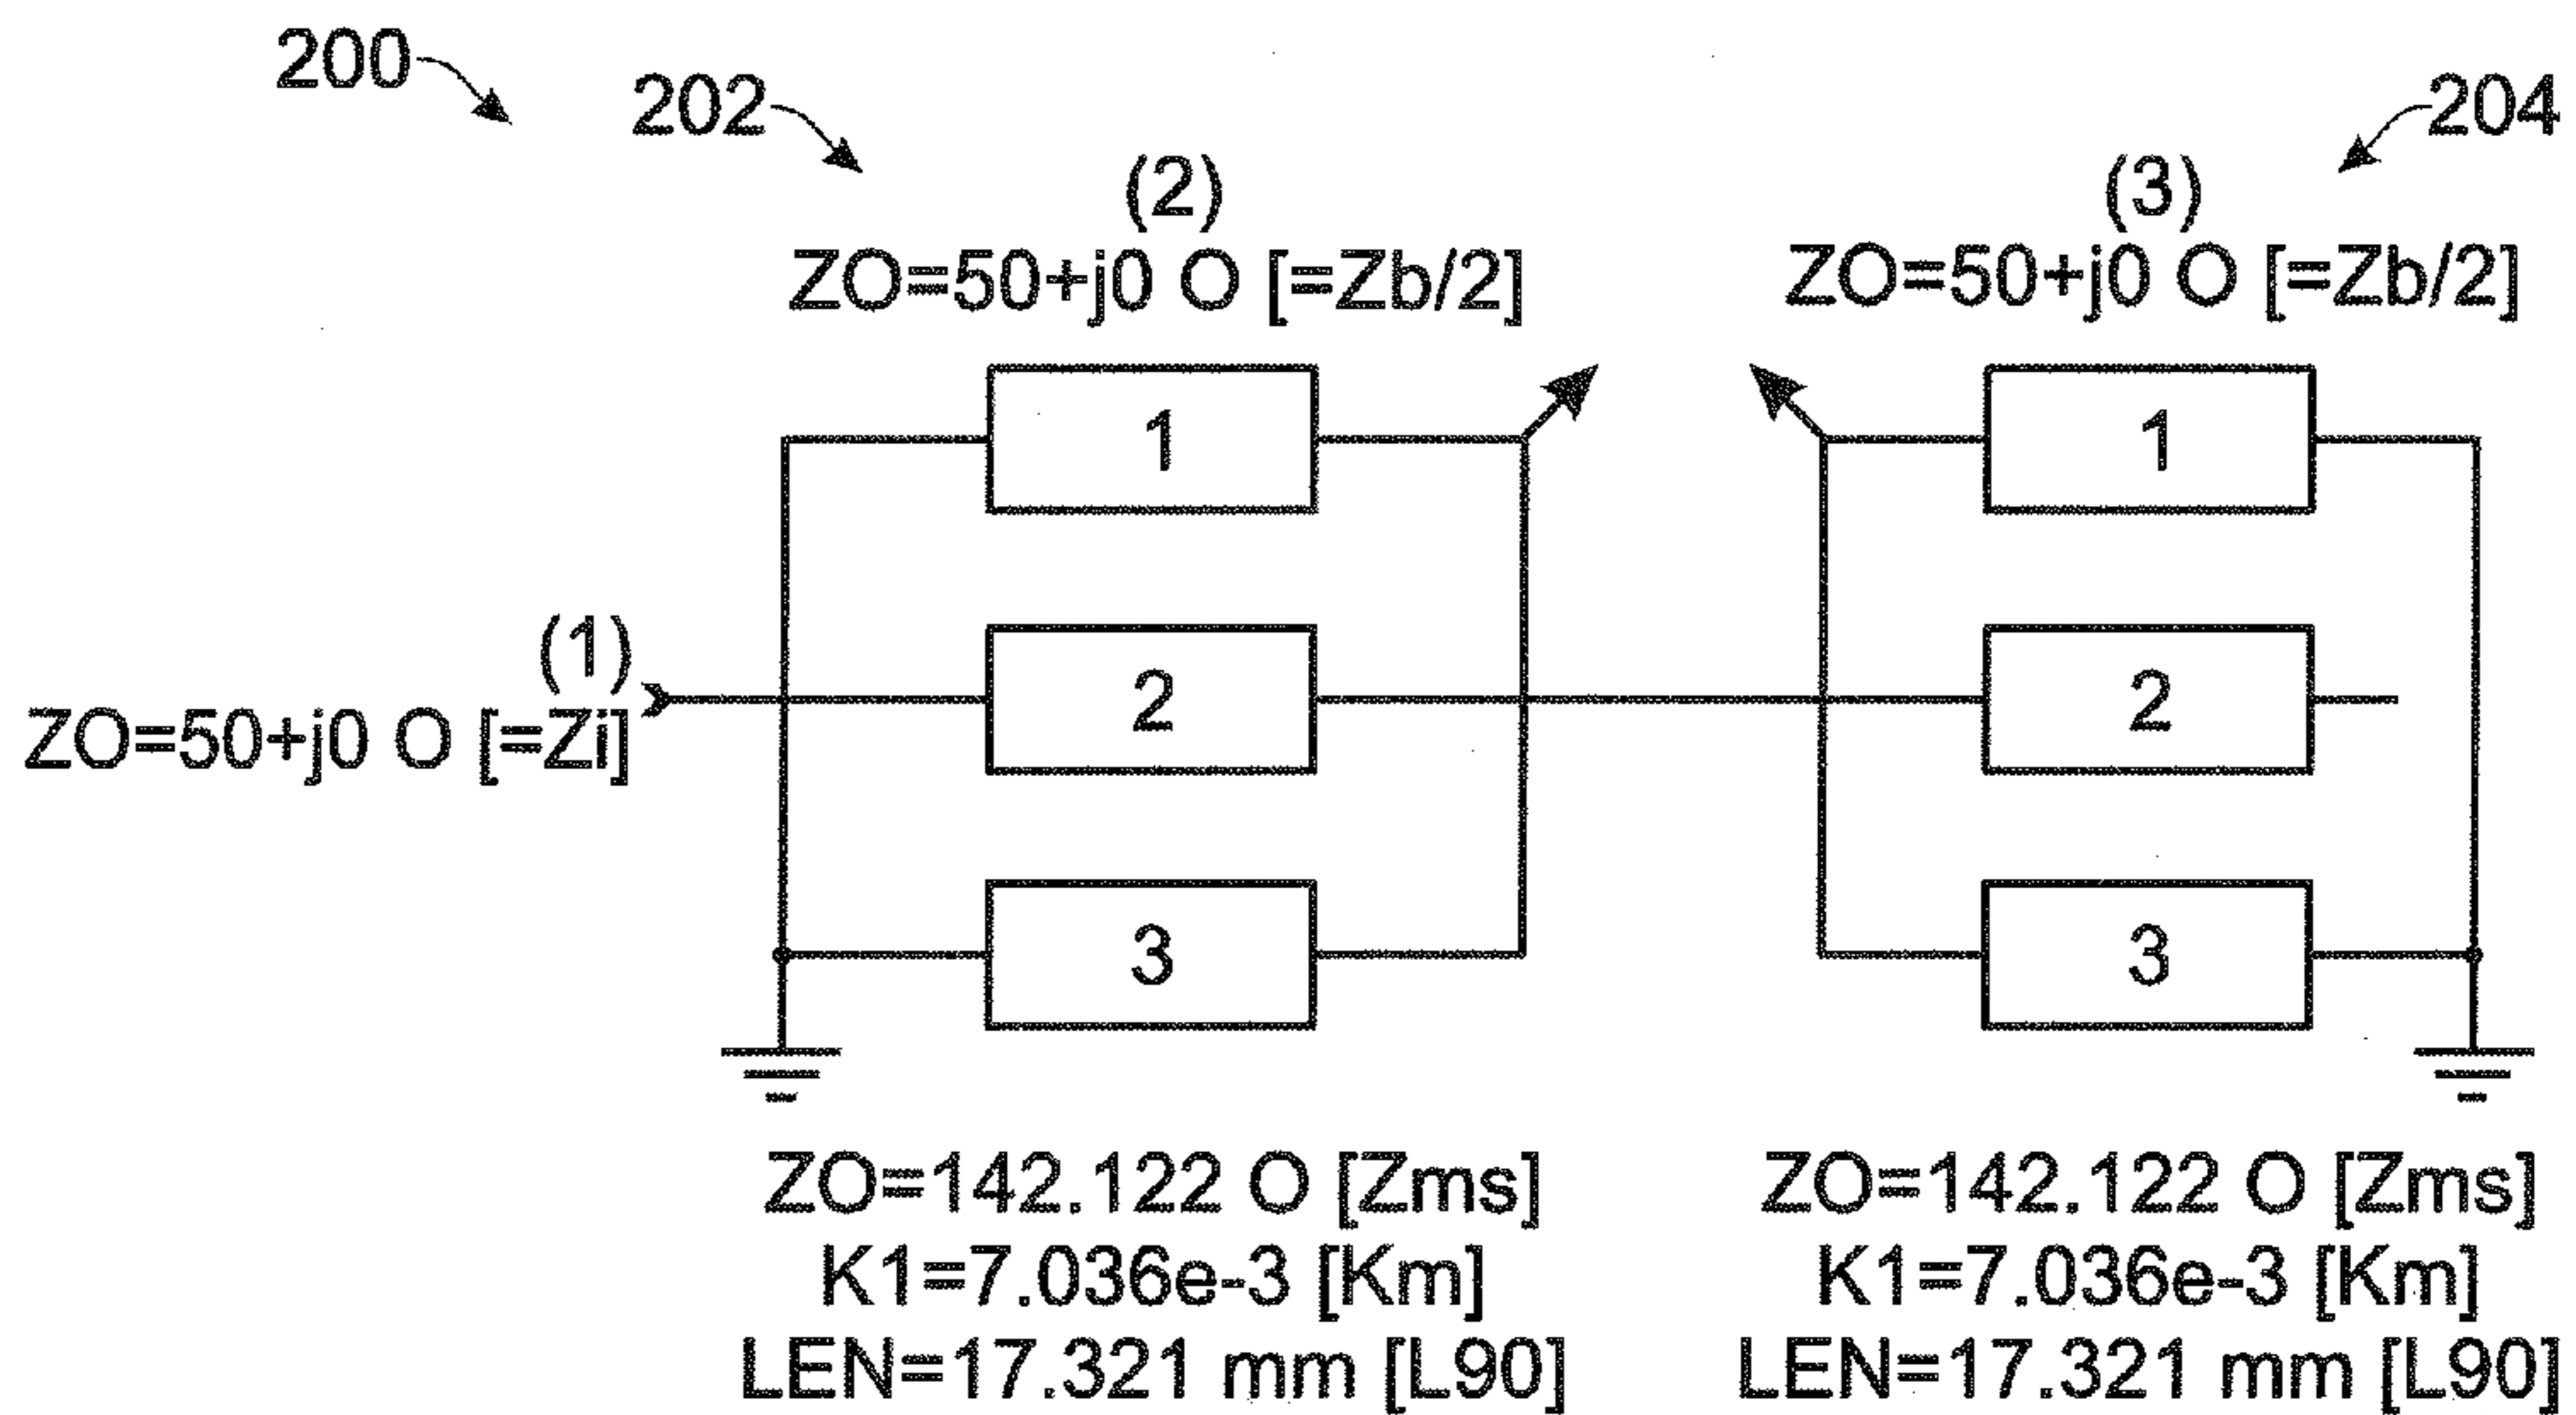 200
202
204
(2)
ZO=50+j0 O [=Zb/2]
(3)
ZO=50+j0 O [=Zb/2]
1
1
(1)
ZO=50+j0 O [=Zi]
2
2
3
3
ZO=142.122 O [Zms]
K1=7.036e-3 [Km]
LEN=17.321 mm [L90]
ZO=142.122 O [Zms]
K1=7.036e-3 [Km]
LEN=17.321 mm [L90]